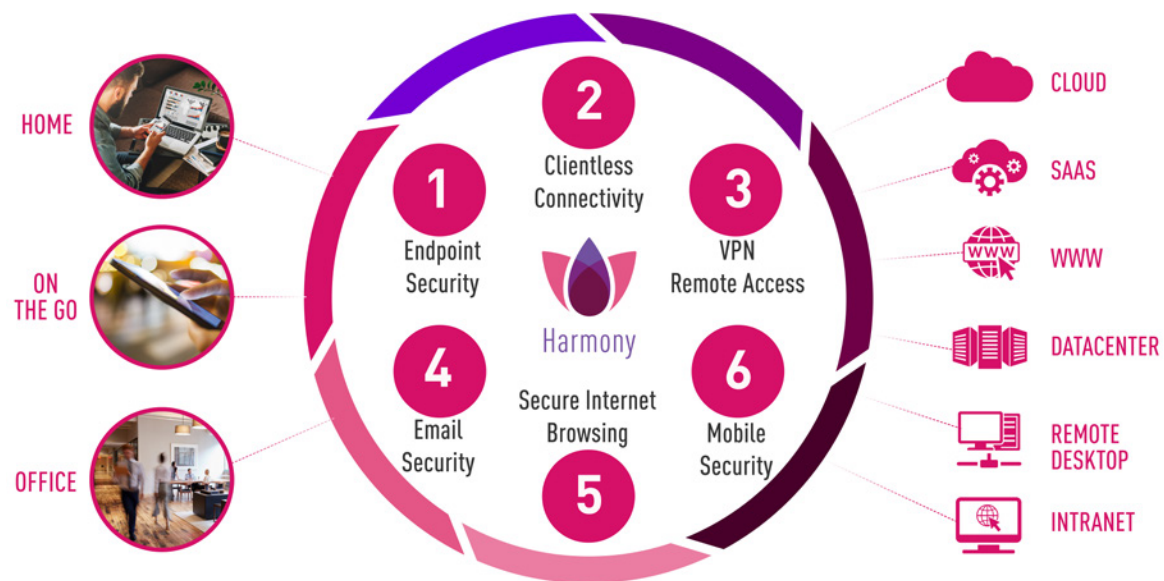 HOME
ON
THE GO
OFFICE
1
Endpoint
Security
2
Clientless
Connectivity
3
VPN
Remote Access
Harmony
4
Email
Security
Secure Internet
Browsing
5
6
Mobile
Security
CLOUD
SAAS
WWW
WWW
DATACENTER
REMOTE
DESKTOP
INTRANET